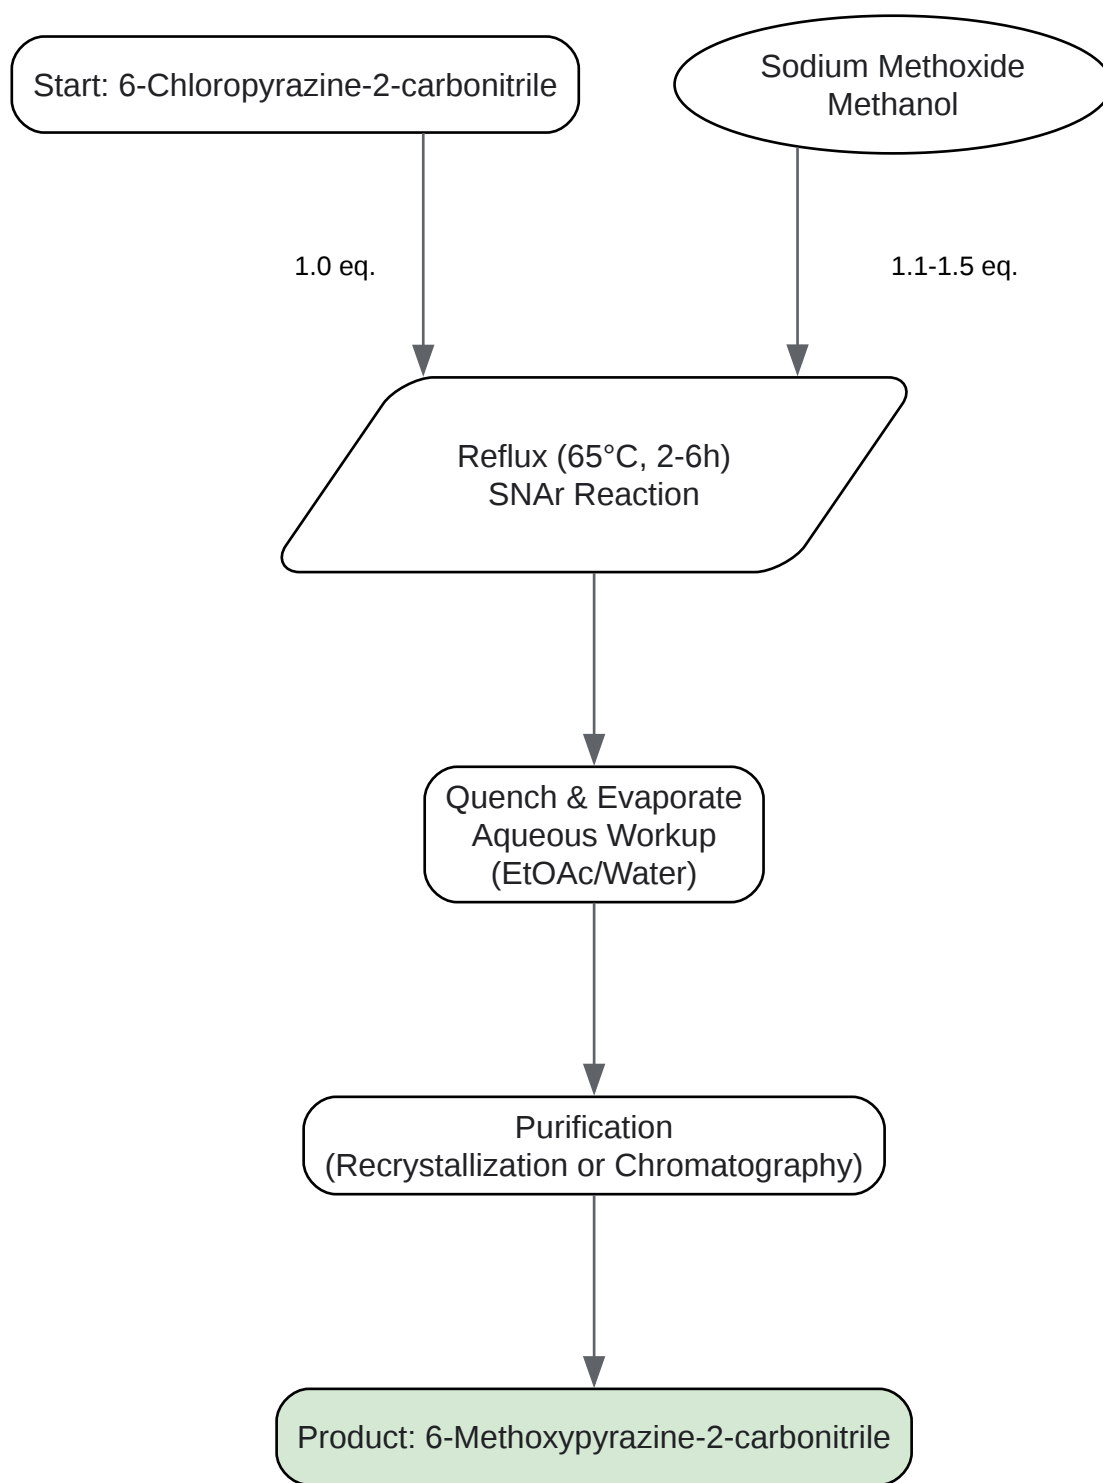 Start: 6-Chloropyrazine-2-carbonitrile
Sodium Methoxide
Methanol
1.0 eq.
1.1-1.5 eq.
Reflux (65°C, 2-6h)
SNAr Reaction
Quench & Evaporate
Aqueous Workup
(EtOAc/Water)
Purification
(Recrystallization or Chromatography)
Product: 6-Methoxypyrazine-2-carbonitrile